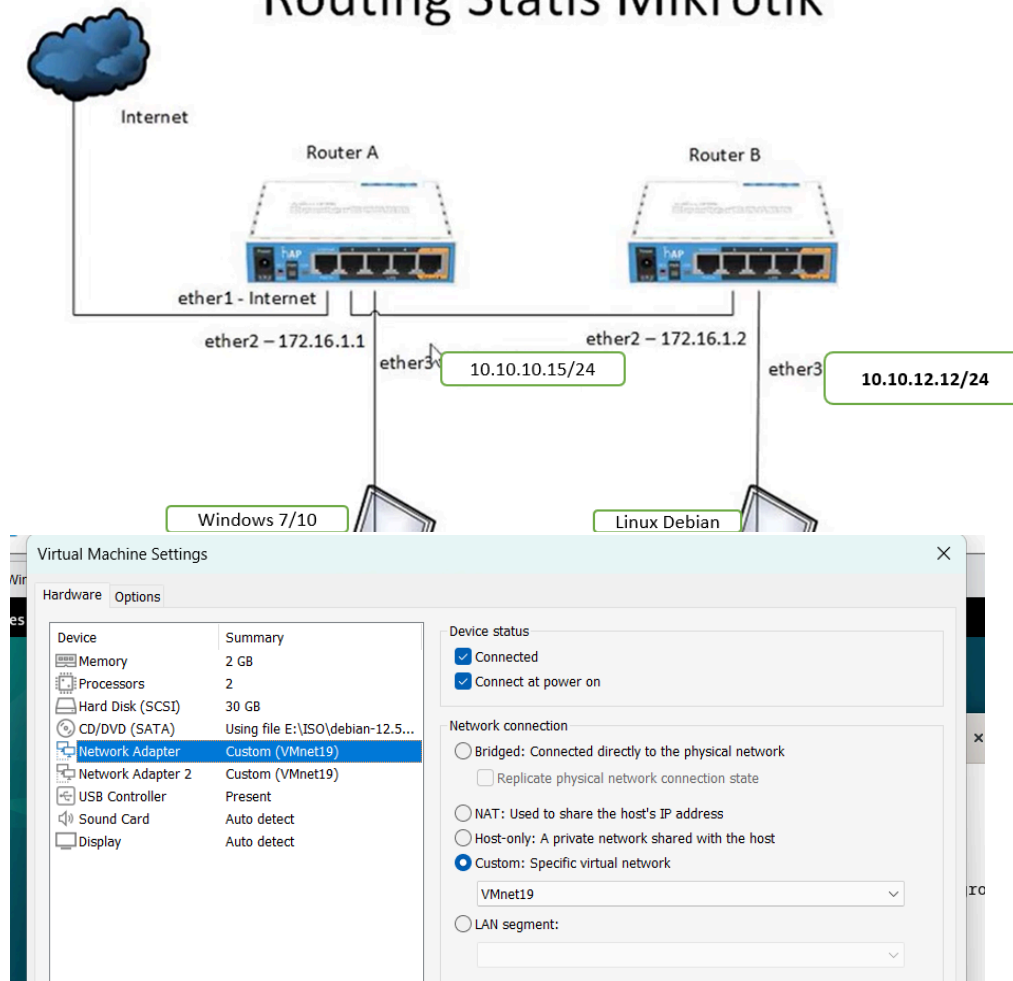 Routing Statis Mikrotik
Internet
Router A
Router B
hAP
hAP
ether1 - Internet
ether2 – 172.16.1.1
ether2 – 172.16.1.2
ether3
10.10.10.15/24
ether3
10.10.12.12/24
Windows 7/10
Linux Debian
Virtual Machine Settings
Hardware
Options
Device
Summary
Memory
2 GB
Processors
2
Hard Disk (SCSI)
30 GB
CD/DVD (SATA)
Using file E:\ISO\debian-12.5...
Network Adapter
Custom (VMnet19)
Network Adapter 2
Custom (VMnet19)
USB Controller
Present
Sound Card
Auto detect
Display
Auto detect
Device status
Connected
Connect at power on
Network connection
Bridged: Connected directly to the physical network
Replicate physical network connection state
NAT: Used to share the host's IP address
Host-only: A private network shared with the host
Custom: Specific virtual network
VMnet19
LAN segment: